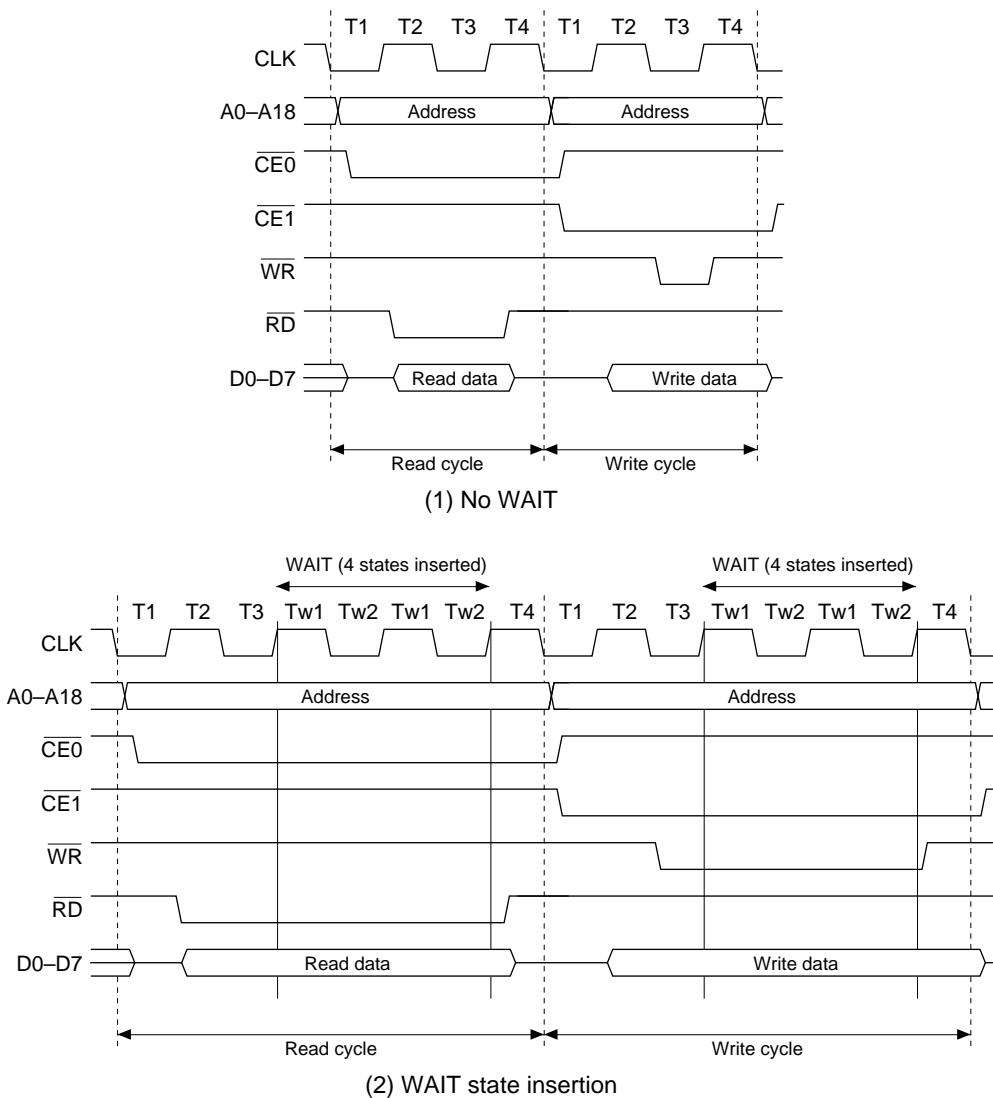 T1 T2 T3 T4 T1 T2 T3 T4
CLK
A0–A18 Address Address
CE0
CE1
WR
RD
D0–D7 Read data Write data
Read cycle Write cycle
(1) No WAIT
WAIT (4 states inserted) WAIT (4 states inserted)
T1 T2 T3 Tw1 Tw2 Tw1 Tw2 T4 T1 T2 T3 Tw1 Tw2 Tw1 Tw2 T4
CLK
A0–A18 Address Address
CE0
CE1
WR
RD
D0–D7 Read data Write data
Read cycle Write cycle
(2) WAIT state insertion